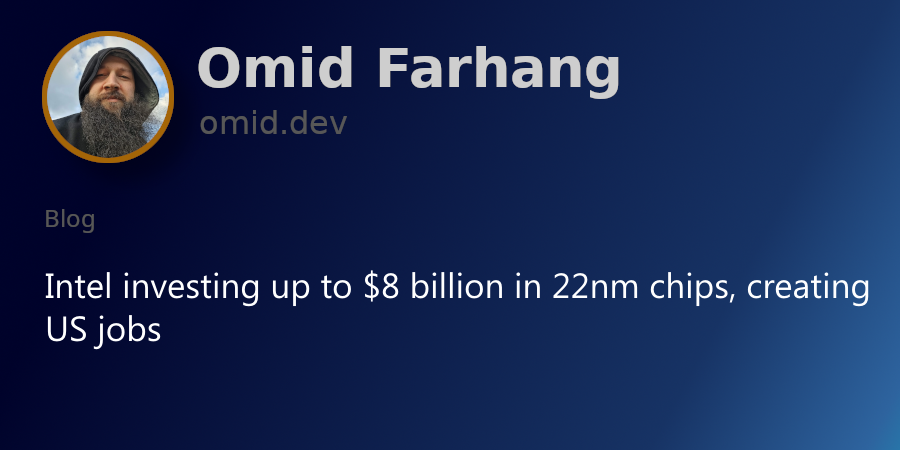 Omid Farhang
omid.dev
Blog
Intel investing up to $8 billion in 22nm chips, creating
US jobs